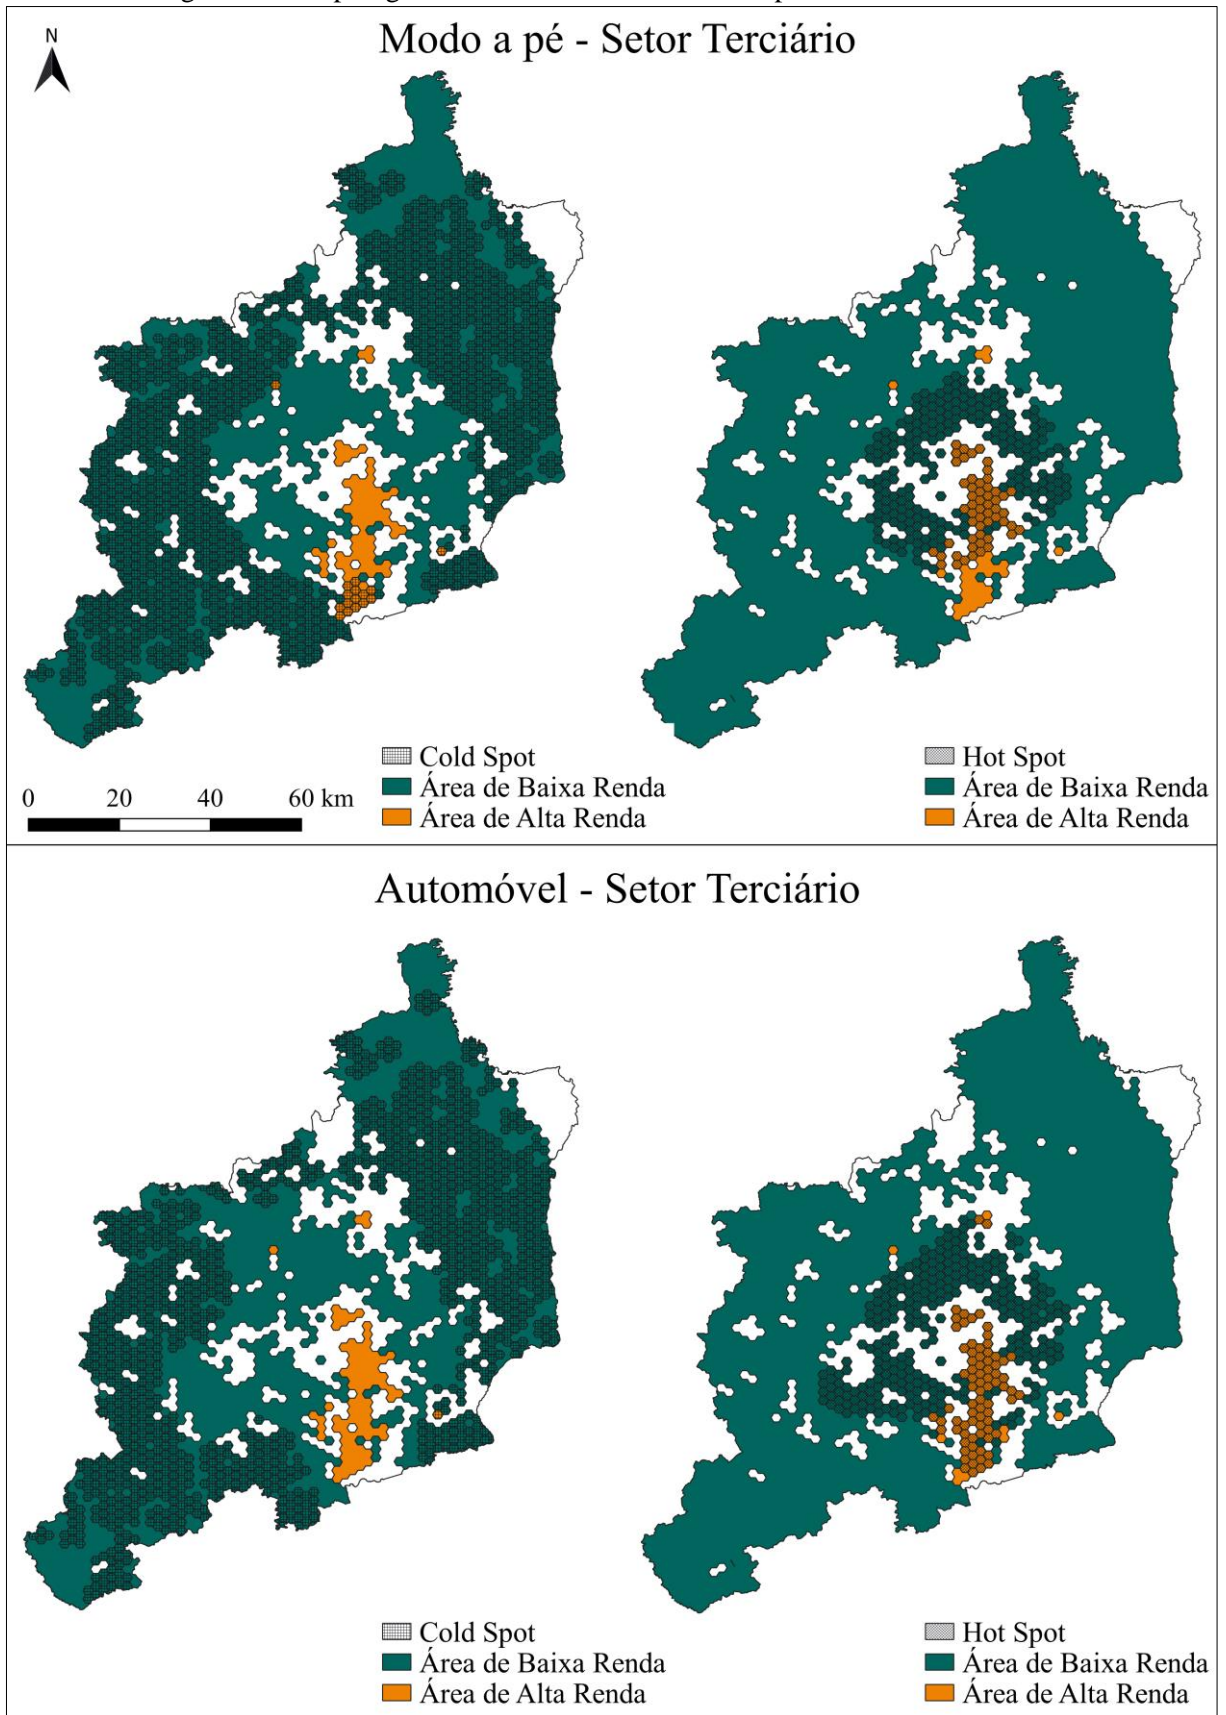 Modo a pé - Setor Terciário
N
Cold Spot
Área de Baixa Renda
Área de Alta Renda
0 20 40 60 km
Hot Spot
Área de Baixa Renda
Área de Alta Renda
Automóvel - Setor Terciário
Cold Spot
Área de Baixa Renda
Área de Alta Renda
Hot Spot
Área de Baixa Renda
Área de Alta Renda